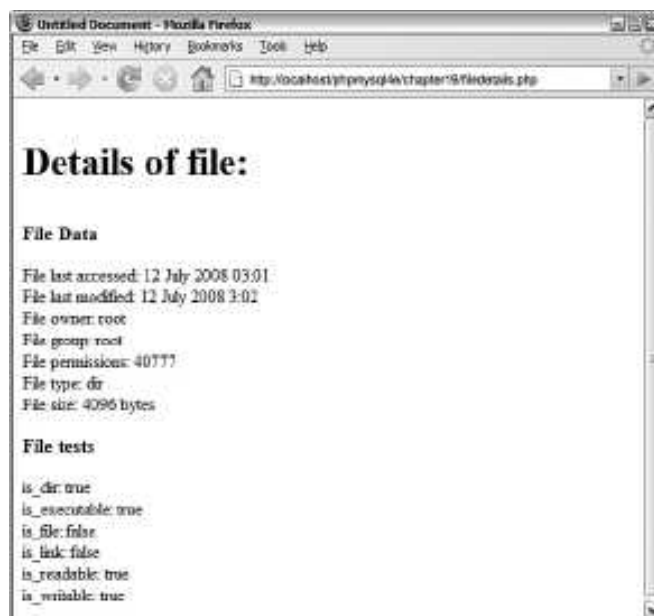 Untitled Document - Mozilla Firefox
File Edit View History Bookmarks Tools Help
http://localhost/phpmysql4e/chapter19/filedetails.php
Details of file:
File Data
File last accessed: 12 July 2008 03:01
File last modified: 12 July 2008 3:02
File owner: root
File group: root
File permissions: 40777
File type: dir
File size: 4096 bytes
File tests
is_dir: true
is_executable: true
is_file: false
is_link: false
is_readable: true
is_writable: true